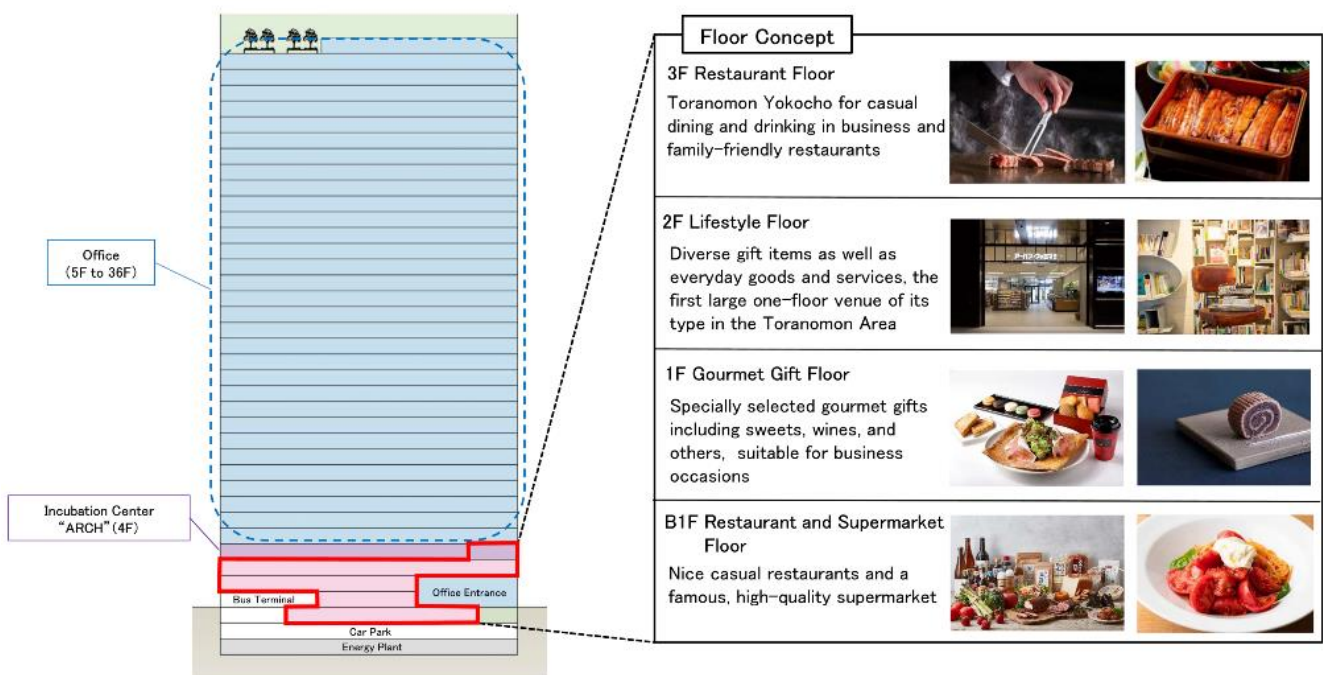 Office
(5F to 36F)
Incubation Center
“ARCH”(4F)
Bus Terminal
Office Entrance
Car Park
Energy Plant
Floor Concept
3F Restaurant Floor
Toranomon Yokocho for casual
dining and drinking in business and
family-friendly restaurants
2F Lifestyle Floor
Diverse gift items as well as
everyday goods and services, the
first large one-floor venue of its
type in the Toranomon Area
1F Gourmet Gift Floor
Specially selected gourmet gifts
including sweets, wines, and
others, suitable for business
occasions
B1F Restaurant and Supermarket
Floor
Nice casual restaurants and a
famous, high-quality supermarket